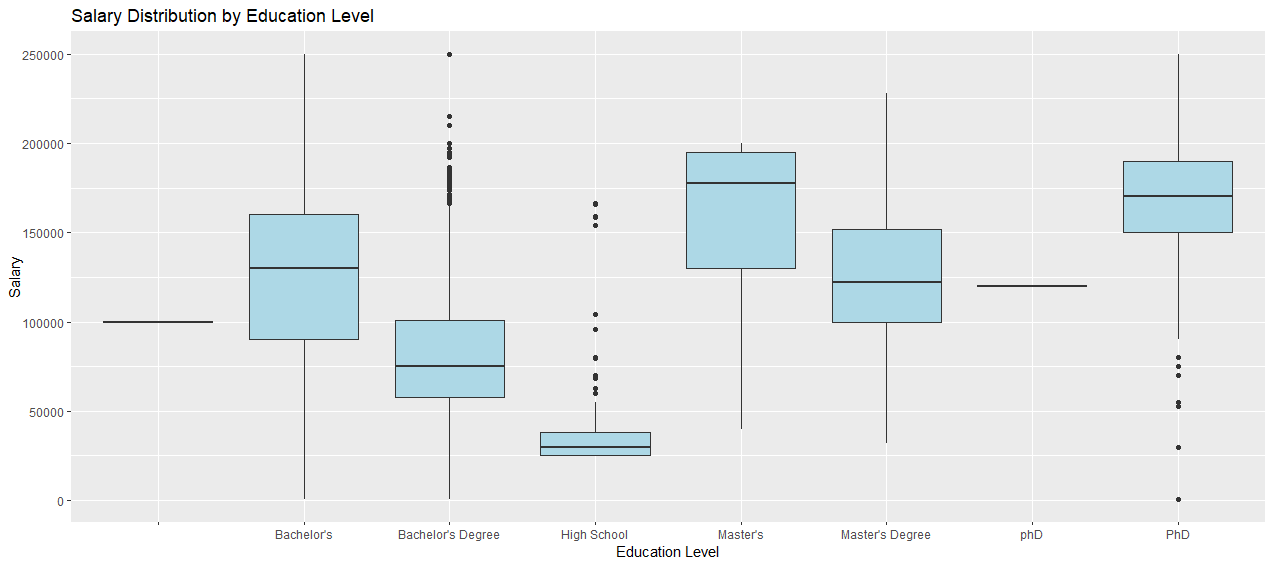 Salary Distribution by Education Level
Salary
250000
200000
150000
100000
50000
0
Bachelor's
Bachelor's Degree
High School
Master's
Master's Degree
phD
PhD
Education Level